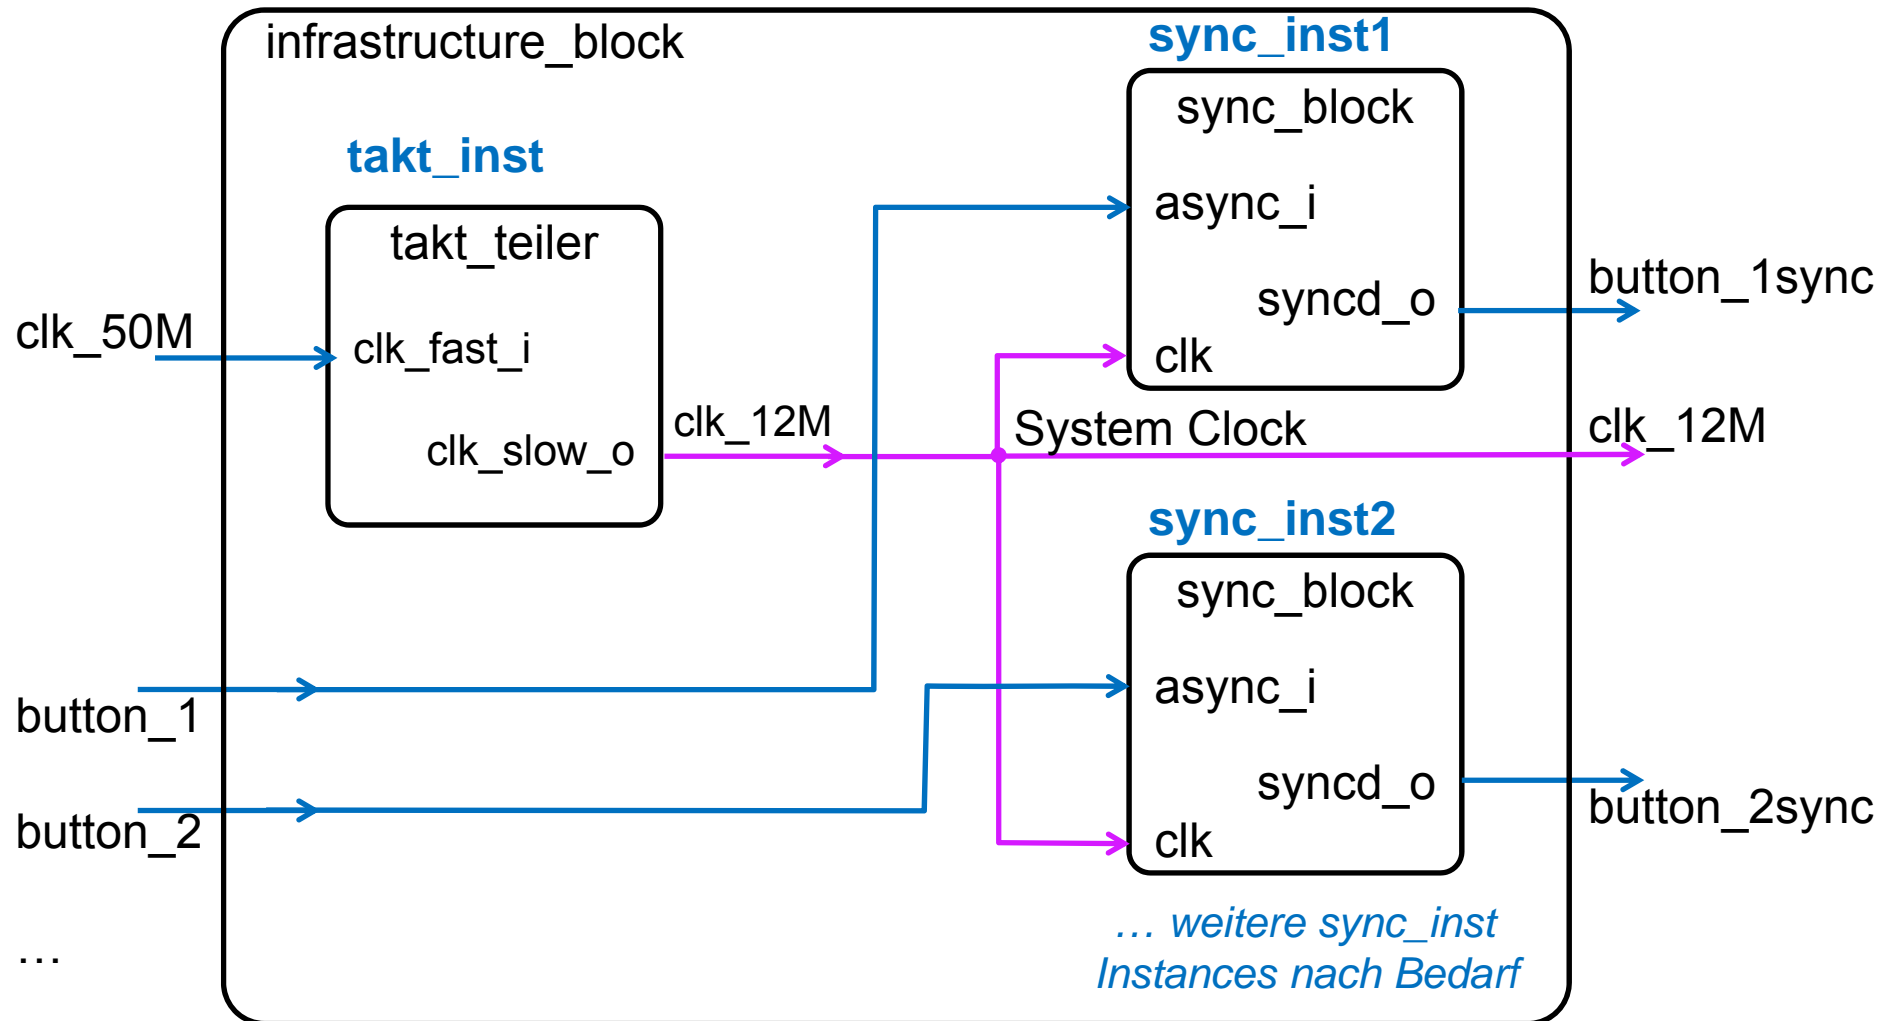 infrastructure_block
sync_inst1
sync_block
async_i
syncd_o
clk
takt_inst
takt_teiler
clk_fast_i
clk_slow_o
clk_50M
clk_12M
System Clock
button_1sync
clk_12M
sync_inst2
sync_block
async_i
syncd_o
clk
button_1
button_2
button_2sync
… weitere sync_inst
Instances nach Bedarf
…